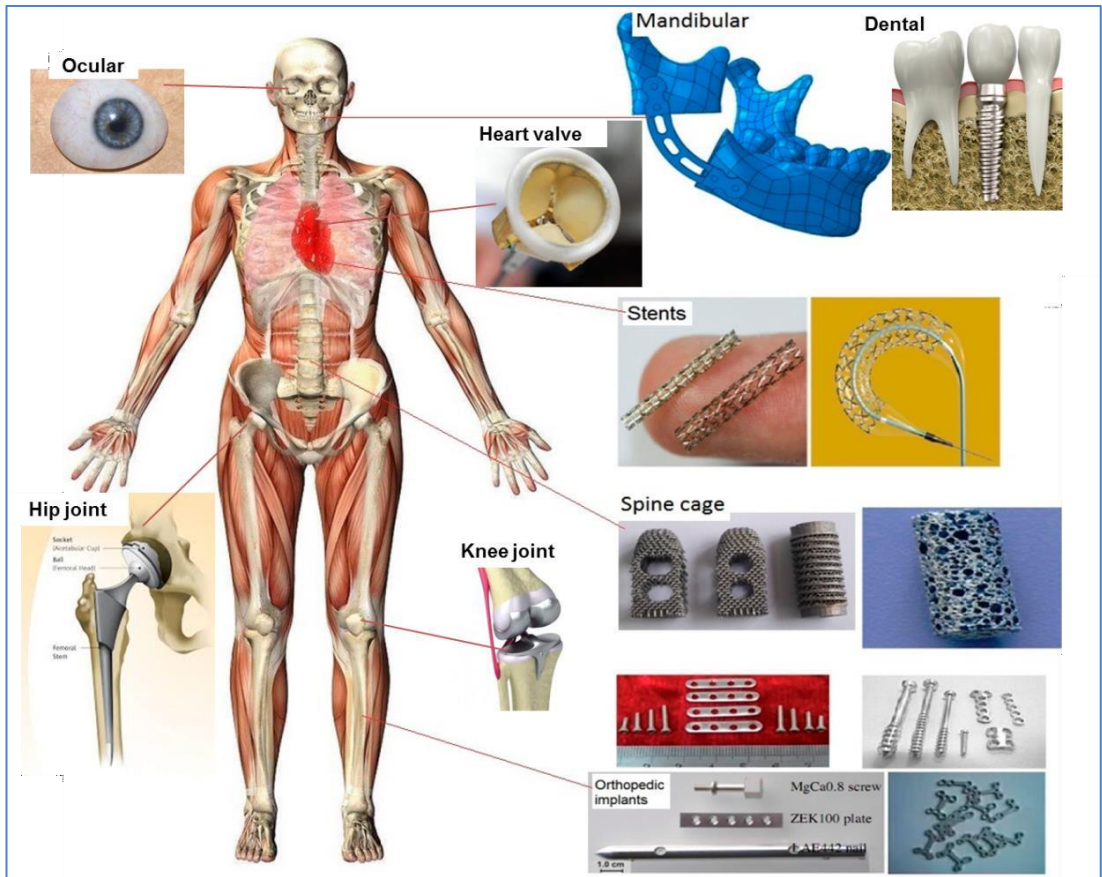 Mandibular
Dental
Ocular
Heart valve
Stents
Spine cage
Hip joint
Socket
(Acetabular Cup)
Ball
(Femoral Head)
Femoral
Stem
Knee joint
Orthopedic
implants
MgCa0.8 screw
ZEK100 plate
LAE442 nail
1.0 cm